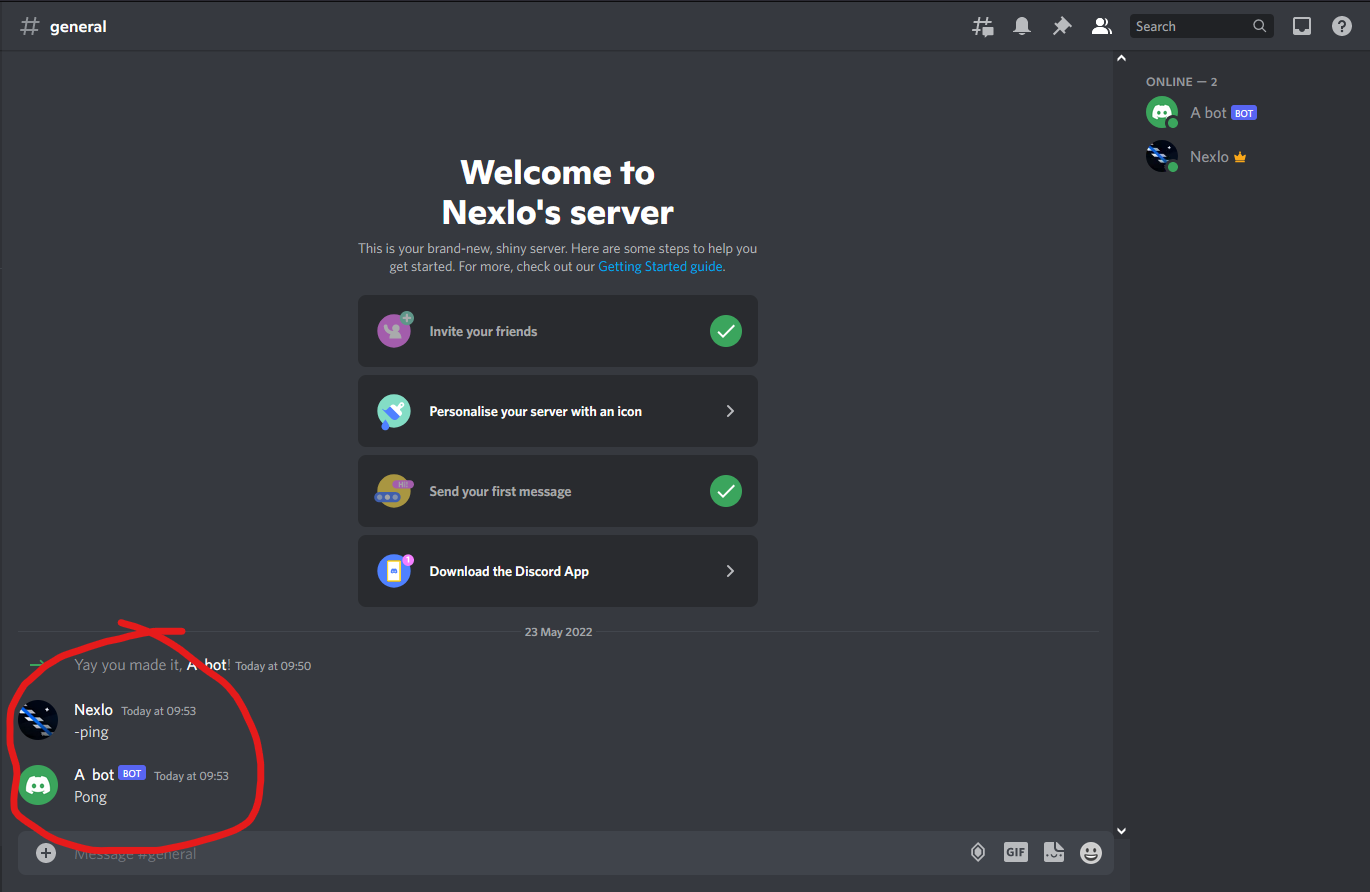 # general
Search
ONLINE — 2
A bot BOT
Nexlo
Welcome to
Nexlo's server
This is your brand-new, shiny server. Here are some steps to help you
get started. For more, check out our Getting Started guide.
Invite your friends
Personalise your server with an icon
Hi!
Send your first message
1
Download the Discord App
23 May 2022
Yay you made it, A bot! Today at 09:50
Nexlo Today at 09:53
-ping
A bot BOT Today at 09:53
Pong
Message #general
GIF